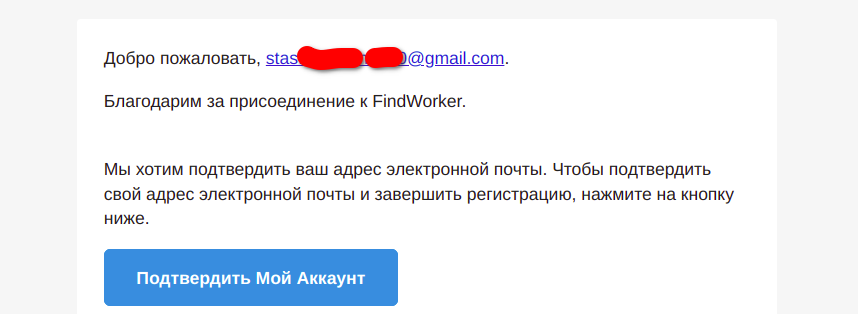 Добро пожаловать, stas0@gmail.com.
Благодарим за присоединение к FindWorker.
Мы хотим подтвердить ваш адрес электронной почты. Чтобы подтвердить
свой адрес электронной почты и завершить регистрацию, нажмите на кнопку
ниже.
Подтвердить Мой Аккаунт